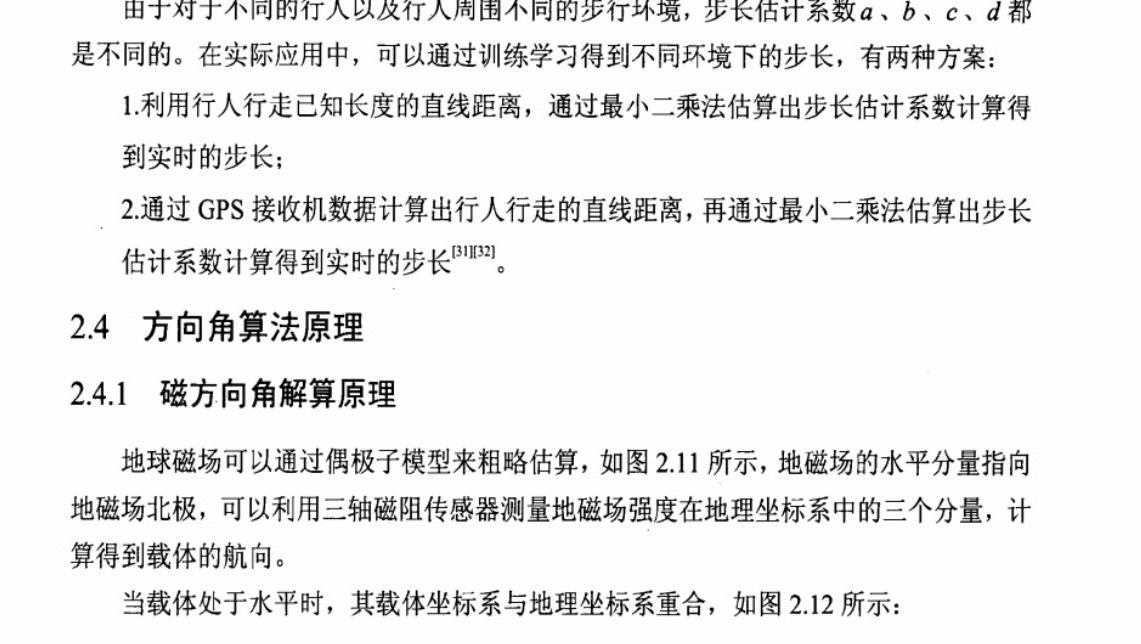 由于对于不同的行人以及行人周围不同的步行环境，步长估计系数a、b、c、d都
是不同的。在实际应用中，可以通过训练学习得到不同环境下的步长，有两种方案：
1.利用行人行走已知长度的直线距离，通过最小二乘法估算出步长估计系数计算得
到实时的步长；
2.通过 GPS 接收机数据计算出行人行走的直线距离，再通过最小二乘法估算出步长
估计系数计算得到实时的步长[31][32]。
2.4 方向角算法原理
2.4.1 磁方向角解算原理
地球磁场可以通过偶极子模型来粗略估算，如图 2.11 所示，地磁场的水平分量指向
地磁场北极，可以利用三轴磁阻传感器测量地磁场强度在地理坐标系中的三个分量，计
算得到载体的航向。
当载体处于水平时，其载体坐标系与地理坐标系重合，如图 2.12 所示：